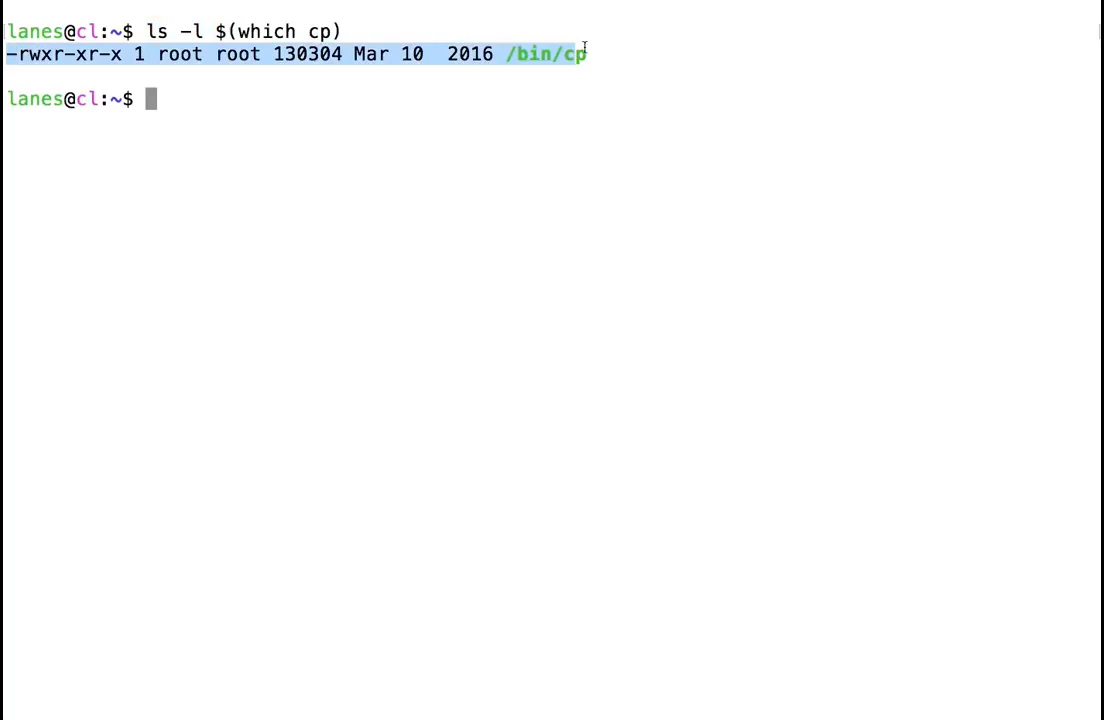 lanes@cl:~$ ls -l $(which cp)
-rwxr-xr-x 1 root root 130304 Mar 10  2016 /bin/cp
lanes@cl:~$